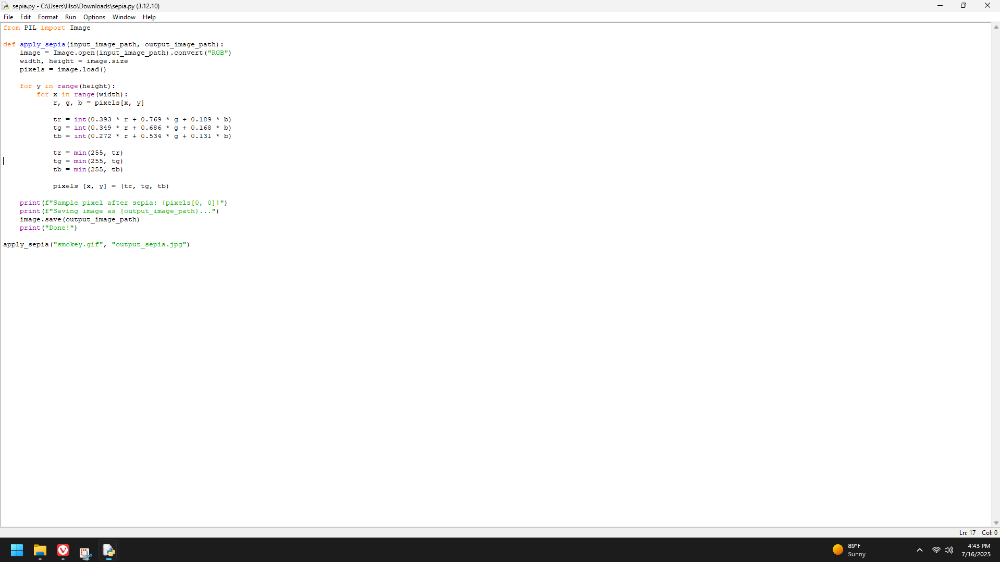 sepia.py - C:\Users\lilso\Downloads\sepia.py (3.12.10)
File Edit Format Run Options Window Help
from PIL import Image
def apply_sepia(input_image_path, output_image_path):
    image = Image.open(input_image_path).convert("RGB")
    width, height = image.size
    pixels = image.load()
    for y in range(height):
        for x in range(width):
            r, g, b = pixels[x, y]
            tr = int(0.393 * r + 0.769 * g + 0.189 * b)
            tg = int(0.349 * r + 0.686 * g + 0.168 * b)
            tb = int(0.272 * r + 0.534 * g + 0.131 * b)
            tr = min(255, tr)
            tg = min(255, tg)
            tb = min(255, tb)
            pixels [x, y] = (tr, tg, tb)
    print(f"Sample pixel after sepia: {pixels[0, 0]}")
    print(f"Saving image as {output_image_path}...")
    image.save(output_image_path)
    print("Done!")
apply_sepia("smokey.gif", "output_sepia.jpg")
Ln: 17 Col: 0
89°F
Sunny
4:43 PM
7/16/2025